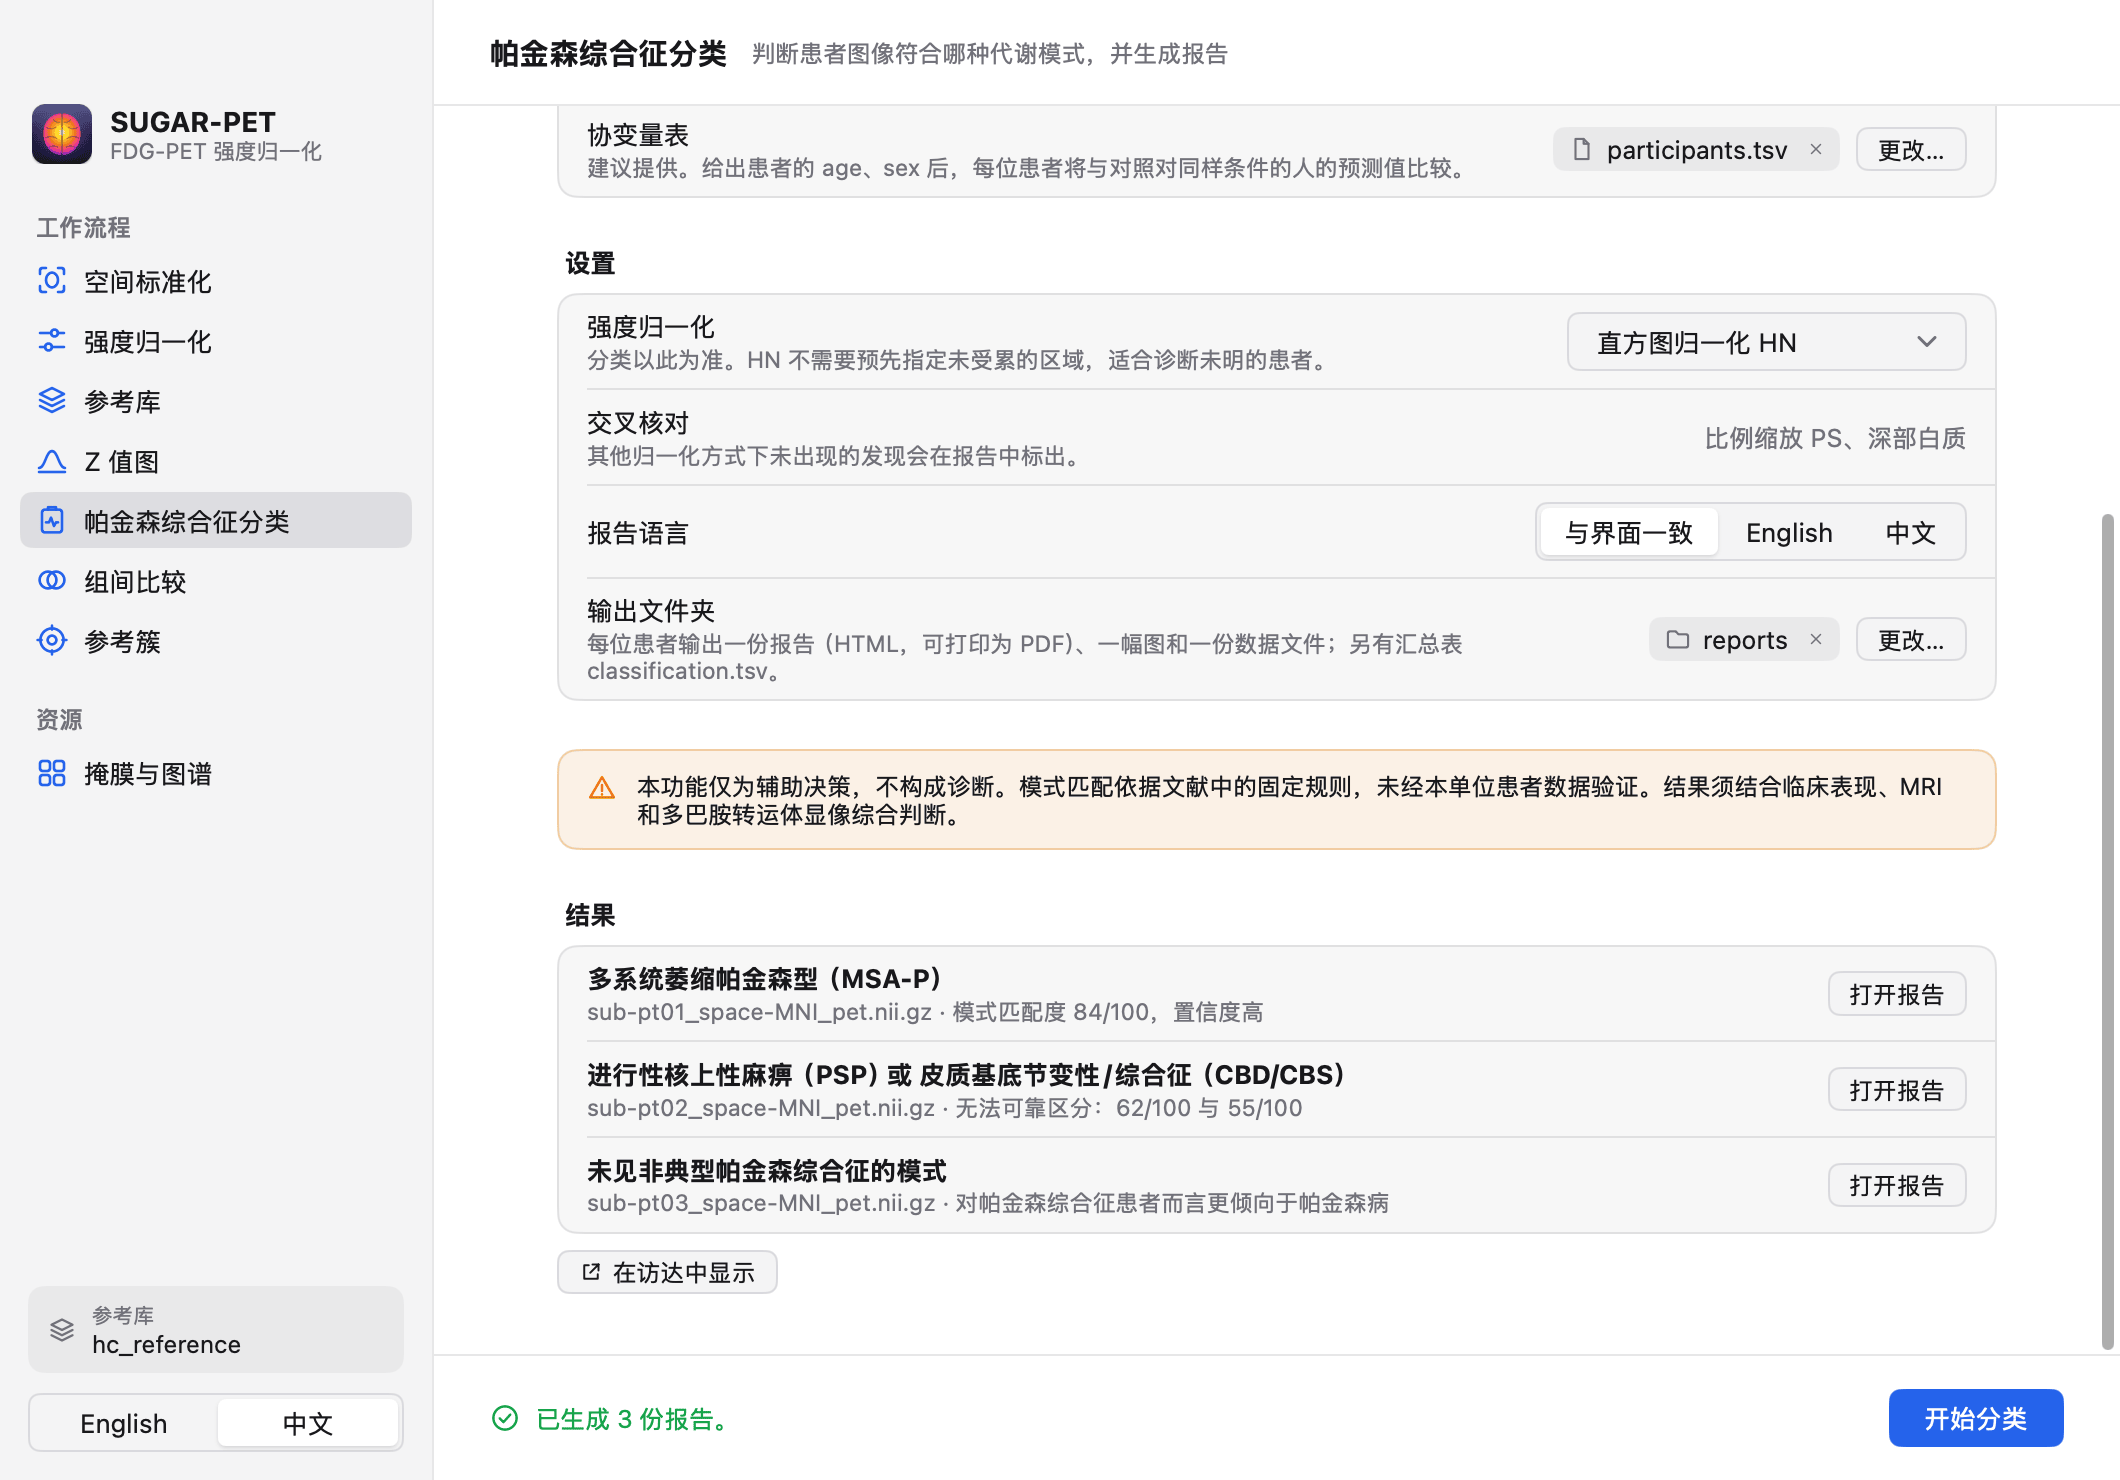 SUGAR-PET
FDG-PET 强度归一化
工作流程
空间标准化
强度归一化
参考库
Z 值图
帕金森综合征分类
组间比较
参考簇
资源
掩膜与图谱
参考库
hc_reference
English
中文
帕金森综合征分类
判断患者图像符合哪种代谢模式，并生成报告
协变量表
建议提供。给出患者的 age、sex 后，每位患者将与对照对同样条件的人的预测值比较。
participants.tsv ×
更改...
设置
强度归一化
分类以此为准。HN 不需要预先指定未受累的区域，适合诊断未明的患者。
直方图归一化 HN
交叉核对
其他归一化方式下未出现的发现会在报告中标出。
比例缩放 PS、深部白质
报告语言
与界面一致
English
中文
输出文件夹
每位患者输出一份报告 (HTML，可打印为 PDF)、一幅图和一份数据文件；另有汇总表
classification.tsv。
reports ×
更改...
本功能仅为辅助决策，不构成诊断。模式匹配依据文献中的固定规则，未经本单位患者数据验证。结果须结合临床表现、MRI
和多巴胺转运体显像综合判断。
结果
多系统萎缩帕金森型（MSA-P）
sub-pt01_space-MNI_pet.nii.gz · 模式匹配度 84/100，置信度高
打开报告
进行性核上性麻痹（PSP）或 皮质基底节变性/综合征（CBD/CBS）
sub-pt02_space-MNI_pet.nii.gz · 无法可靠区分：62/100 与 55/100
打开报告
未见非典型帕金森综合征的模式
sub-pt03_space-MNI_pet.nii.gz · 对帕金森综合征患者而言更倾向于帕金森病
打开报告
在访达中显示
已生成 3 份报告。
开始分类